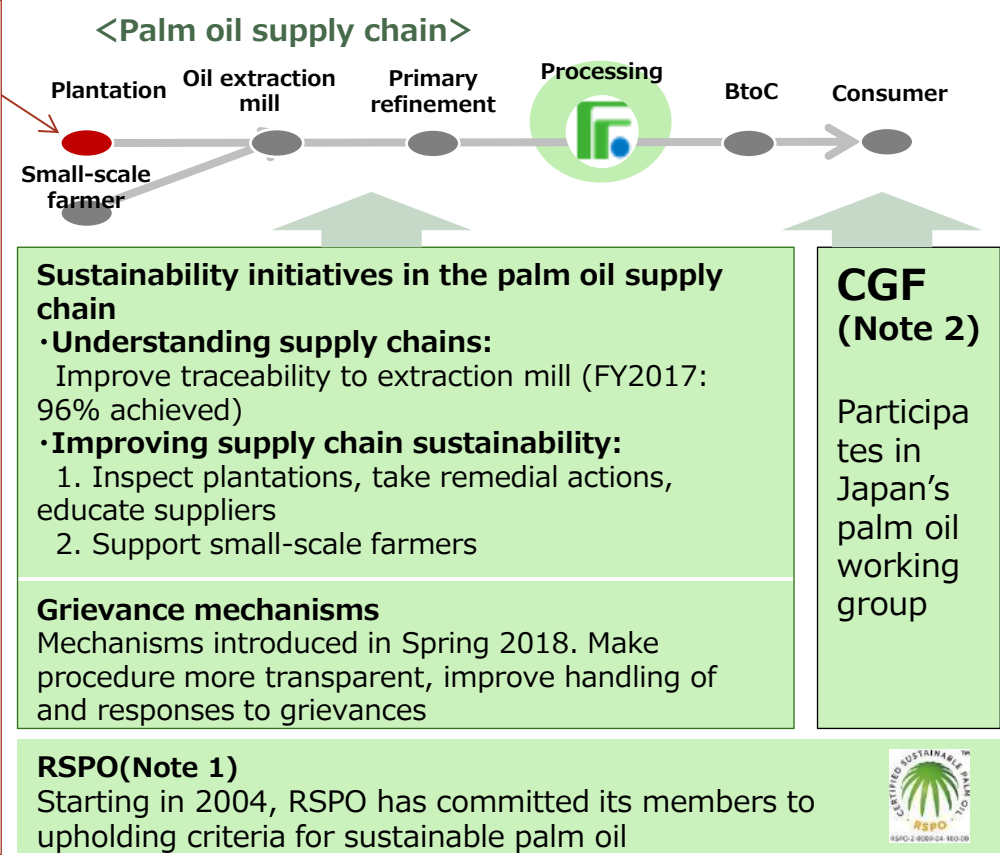 <Palm oil supply chain>
Plantation
Oil extraction
mill
Primary
refinement
Processing
BtoC
Consumer
Small-scale
farmer
Sustainability initiatives in the palm oil supply
chain
・Understanding supply chains:
Improve traceability to extraction mill (FY2017:
96% achieved)
・Improving supply chain sustainability:
1. Inspect plantations, take remedial actions,
educate suppliers
2. Support small-scale farmers
Grievance mechanisms
Mechanisms introduced in Spring 2018. Make
procedure more transparent, improve handling of
and responses to grievances
CGF
(Note 2)
Participa
tes in
Japan’s
palm oil
working
group
RSPO(Note 1)
Starting in 2004, RSPO has committed its members to
upholding criteria for sustainable palm oil
CERTIFIED SUSTAINABLE PALM OIL
RSPO